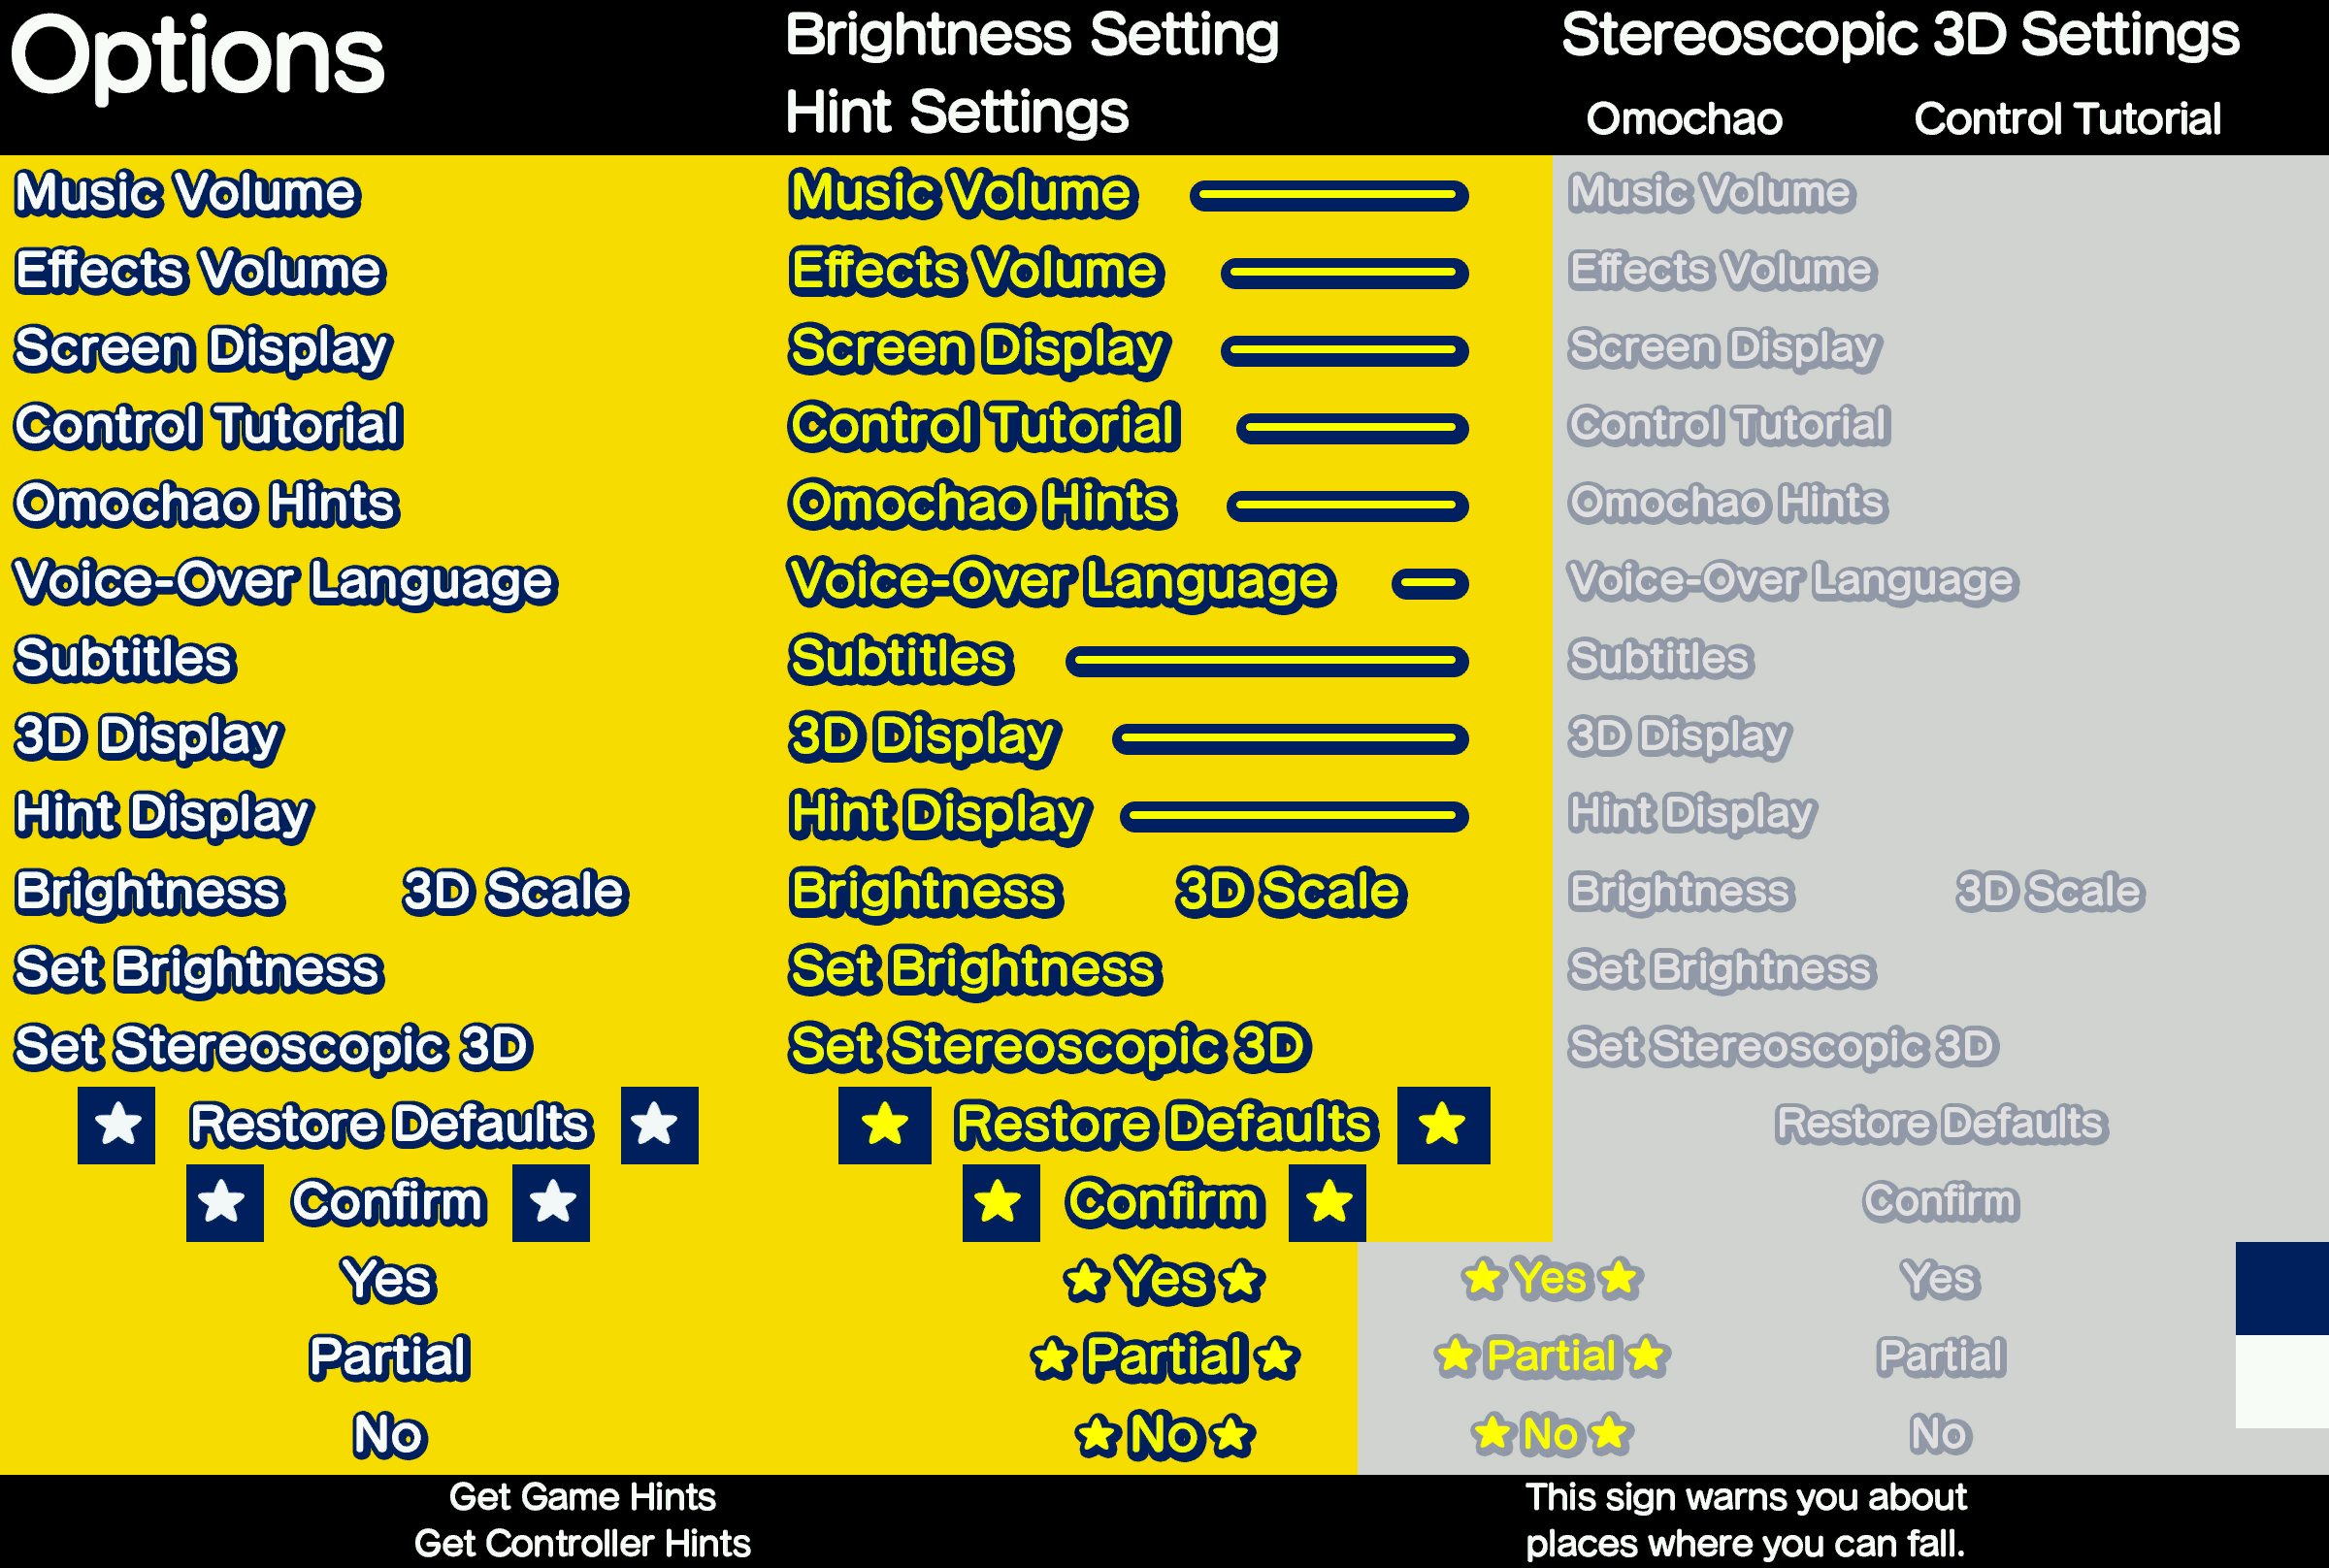 Options
Brightness Setting
Stereoscopic 3D Settings
Hint Settings
Omochao
Control Tutorial
Music Volume
Music Volume
Music Volume
Effects Volume
Effects Volume
Effects Volume
Screen Display
Screen Display
Screen Display
Control Tutorial
Control Tutorial
Control Tutorial
Omochao Hints
Omochao Hints
Omochao Hints
Voice-Over Language
Voice-Over Language
Voice-Over Language
Subtitles
Subtitles
Subtitles
3D Display
3D Display
3D Display
Hint Display
Hint Display
Hint Display
Brightness
3D Scale
Brightness
3D Scale
Brightness
3D Scale
Set Brightness
Set Brightness
Set Brightness
Set Stereoscopic 3D
Set Stereoscopic 3D
Set Stereoscopic 3D
Restore Defaults
Restore Defaults
Restore Defaults
Confirm
Confirm
Confirm
Yes
Yes
Yes
Yes
Partial
Partial
Partial
Partial
No
No
No
No
Get Game Hints
Get Controller Hints
This sign warns you about
places where you can fall.